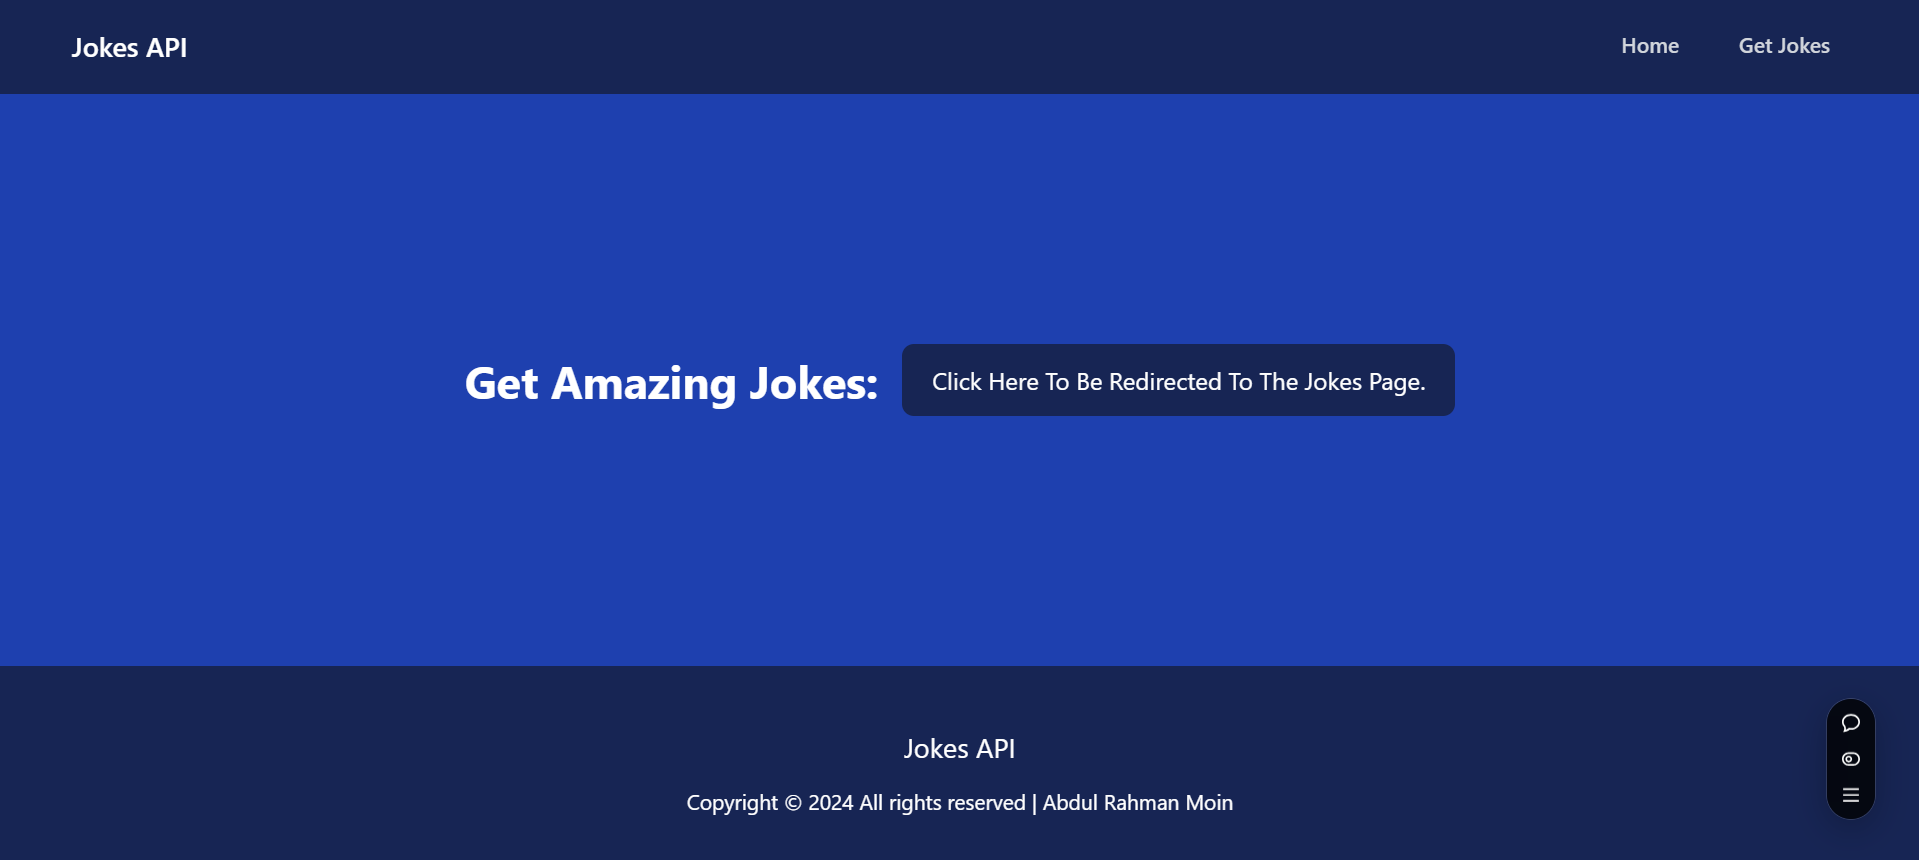 Jokes API
Home
Get Jokes
Get Amazing Jokes:
Click Here To Be Redirected To The Jokes Page.
Jokes API
Copyright © 2024 All rights reserved | Abdul Rahman Moin